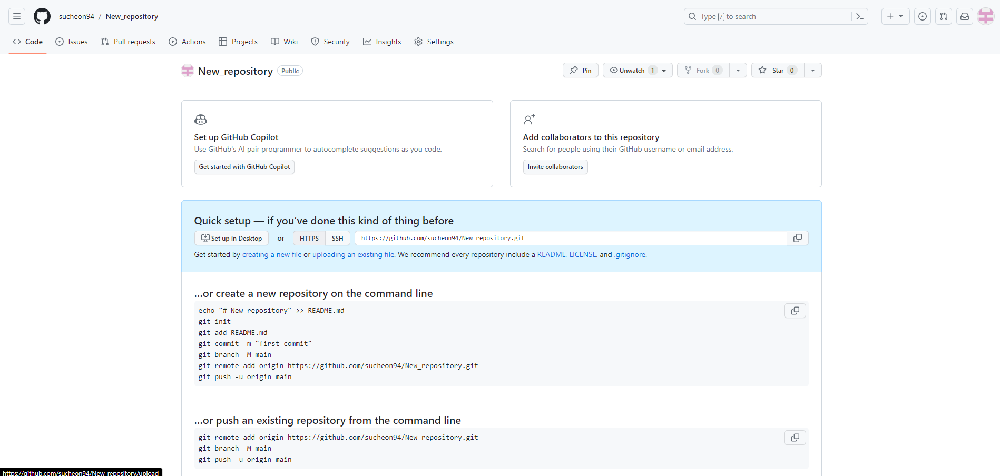 sucheon94 / New_repository
Type / to search
Code Issues Pull requests Actions Projects Wiki Security Insights Settings
New_repository Public
Pin Unwatch 1 Fork 0 Star 0
Set up GitHub Copilot
Use GitHub's AI pair programmer to autocomplete suggestions as you code.
Get started with GitHub Copilot
Add collaborators to this repository
Search for people using their GitHub username or email address.
Invite collaborators
Quick setup — if you've done this kind of thing before
Set up in Desktop or HTTPS SSH https://github.com/sucheon94/New_repository.git
Get started by creating a new file or uploading an existing file. We recommend every repository include a README, LICENSE, and .gitignore.
…or create a new repository on the command line
echo "# New_repository" >> README.md
git init
git add README.md
git commit -m "first commit"
git branch -M main
git remote add origin https://github.com/sucheon94/New_repository.git
git push -u origin main
…or push an existing repository from the command line
git remote add origin https://github.com/sucheon94/New_repository.git
git branch -M main
git push -u origin main
https://github.com/sucheon94/New_repository/upload